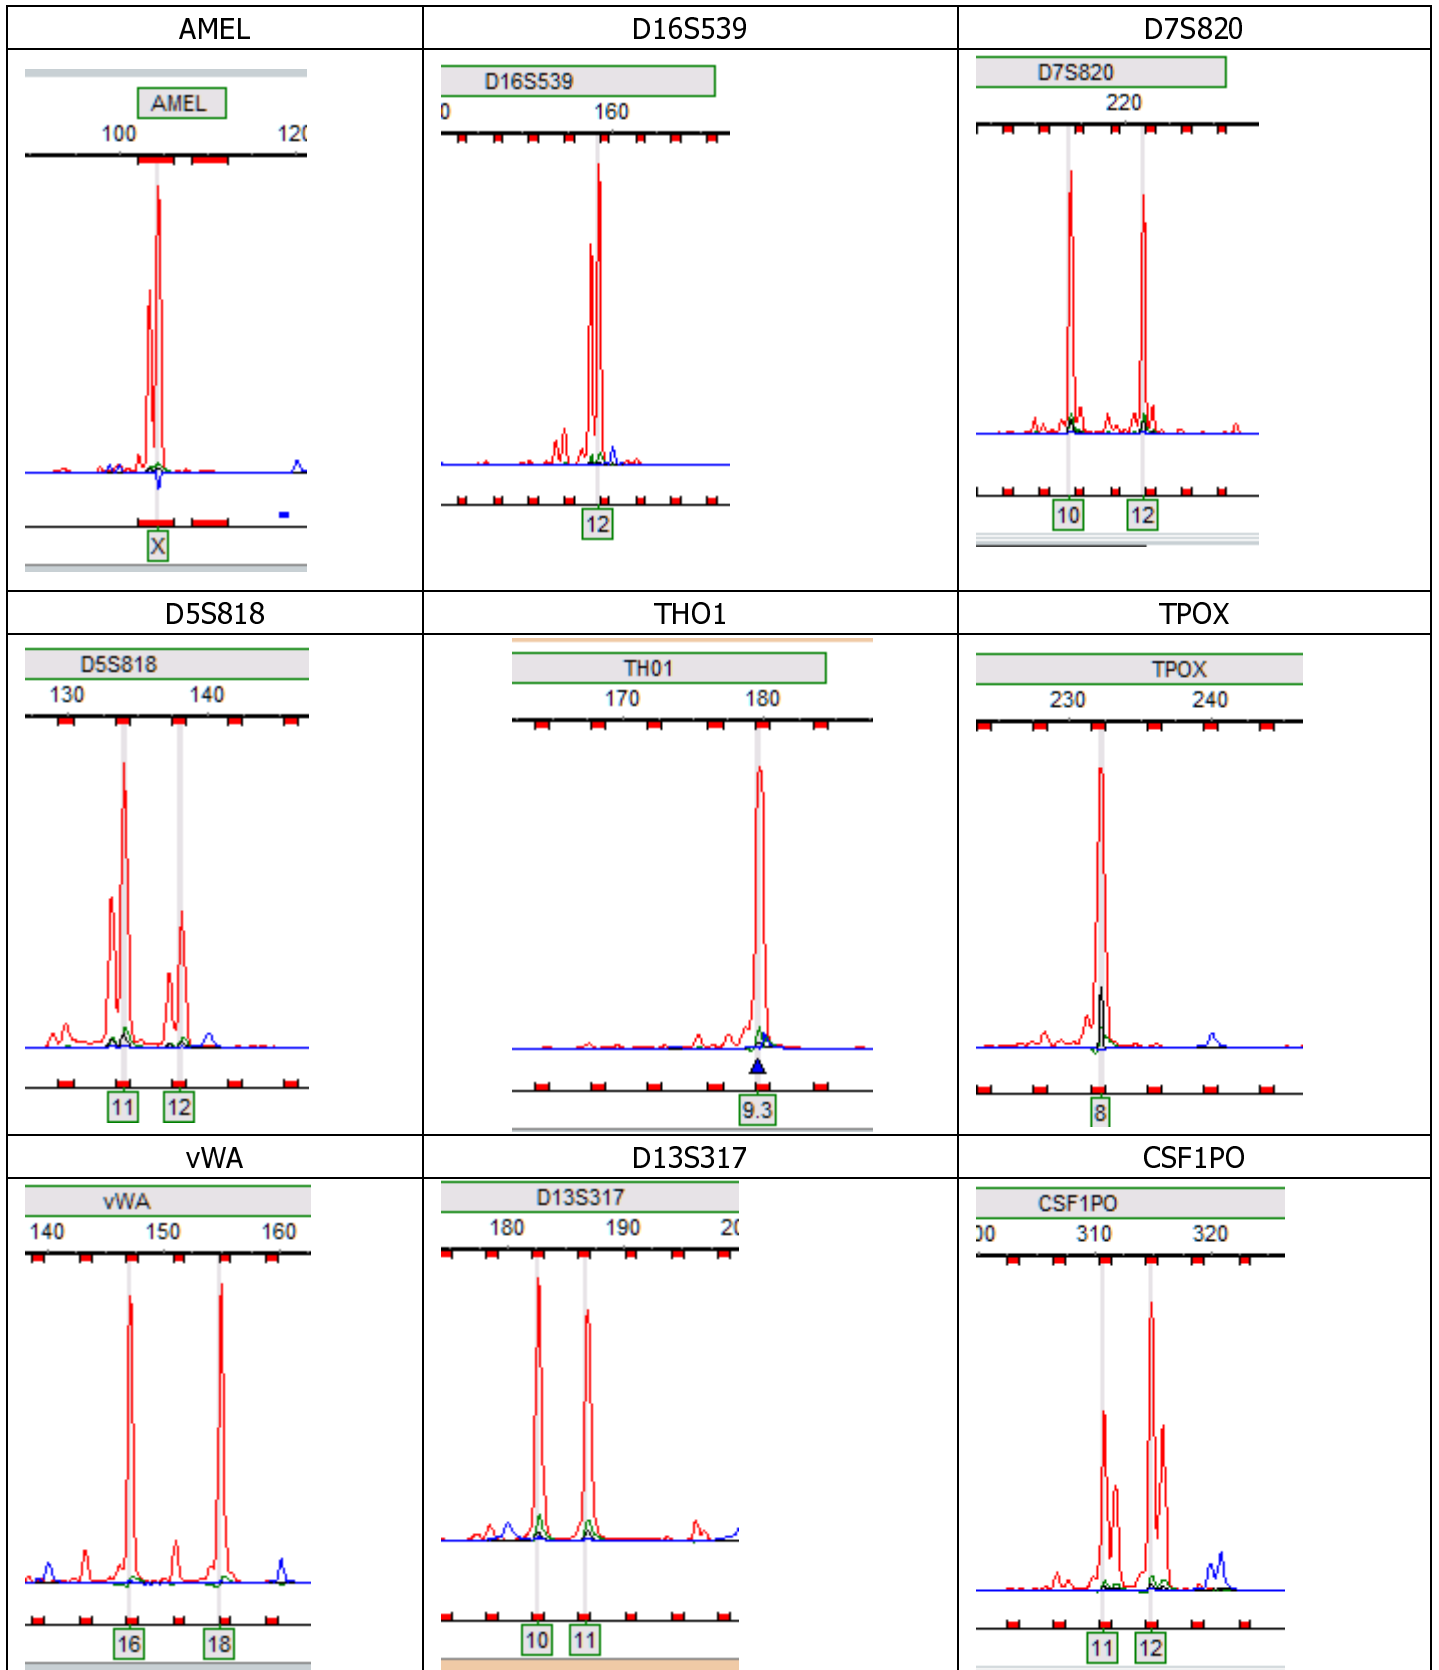 AMEL D16S539 D7S820
AMEL
100 120
X
D16S539
0 160
12
D7S820
220
10 12
D5S818 THO1 TPOX
D5S818
130 140
11 12
TH01
170 180
9.3
TPOX
230 240
8
vWA D13S317 CSF1PO
vWA
140 150 160
16 18
D13S317
180 190 20
10 11
CSF1PO
00 310 320
11 12